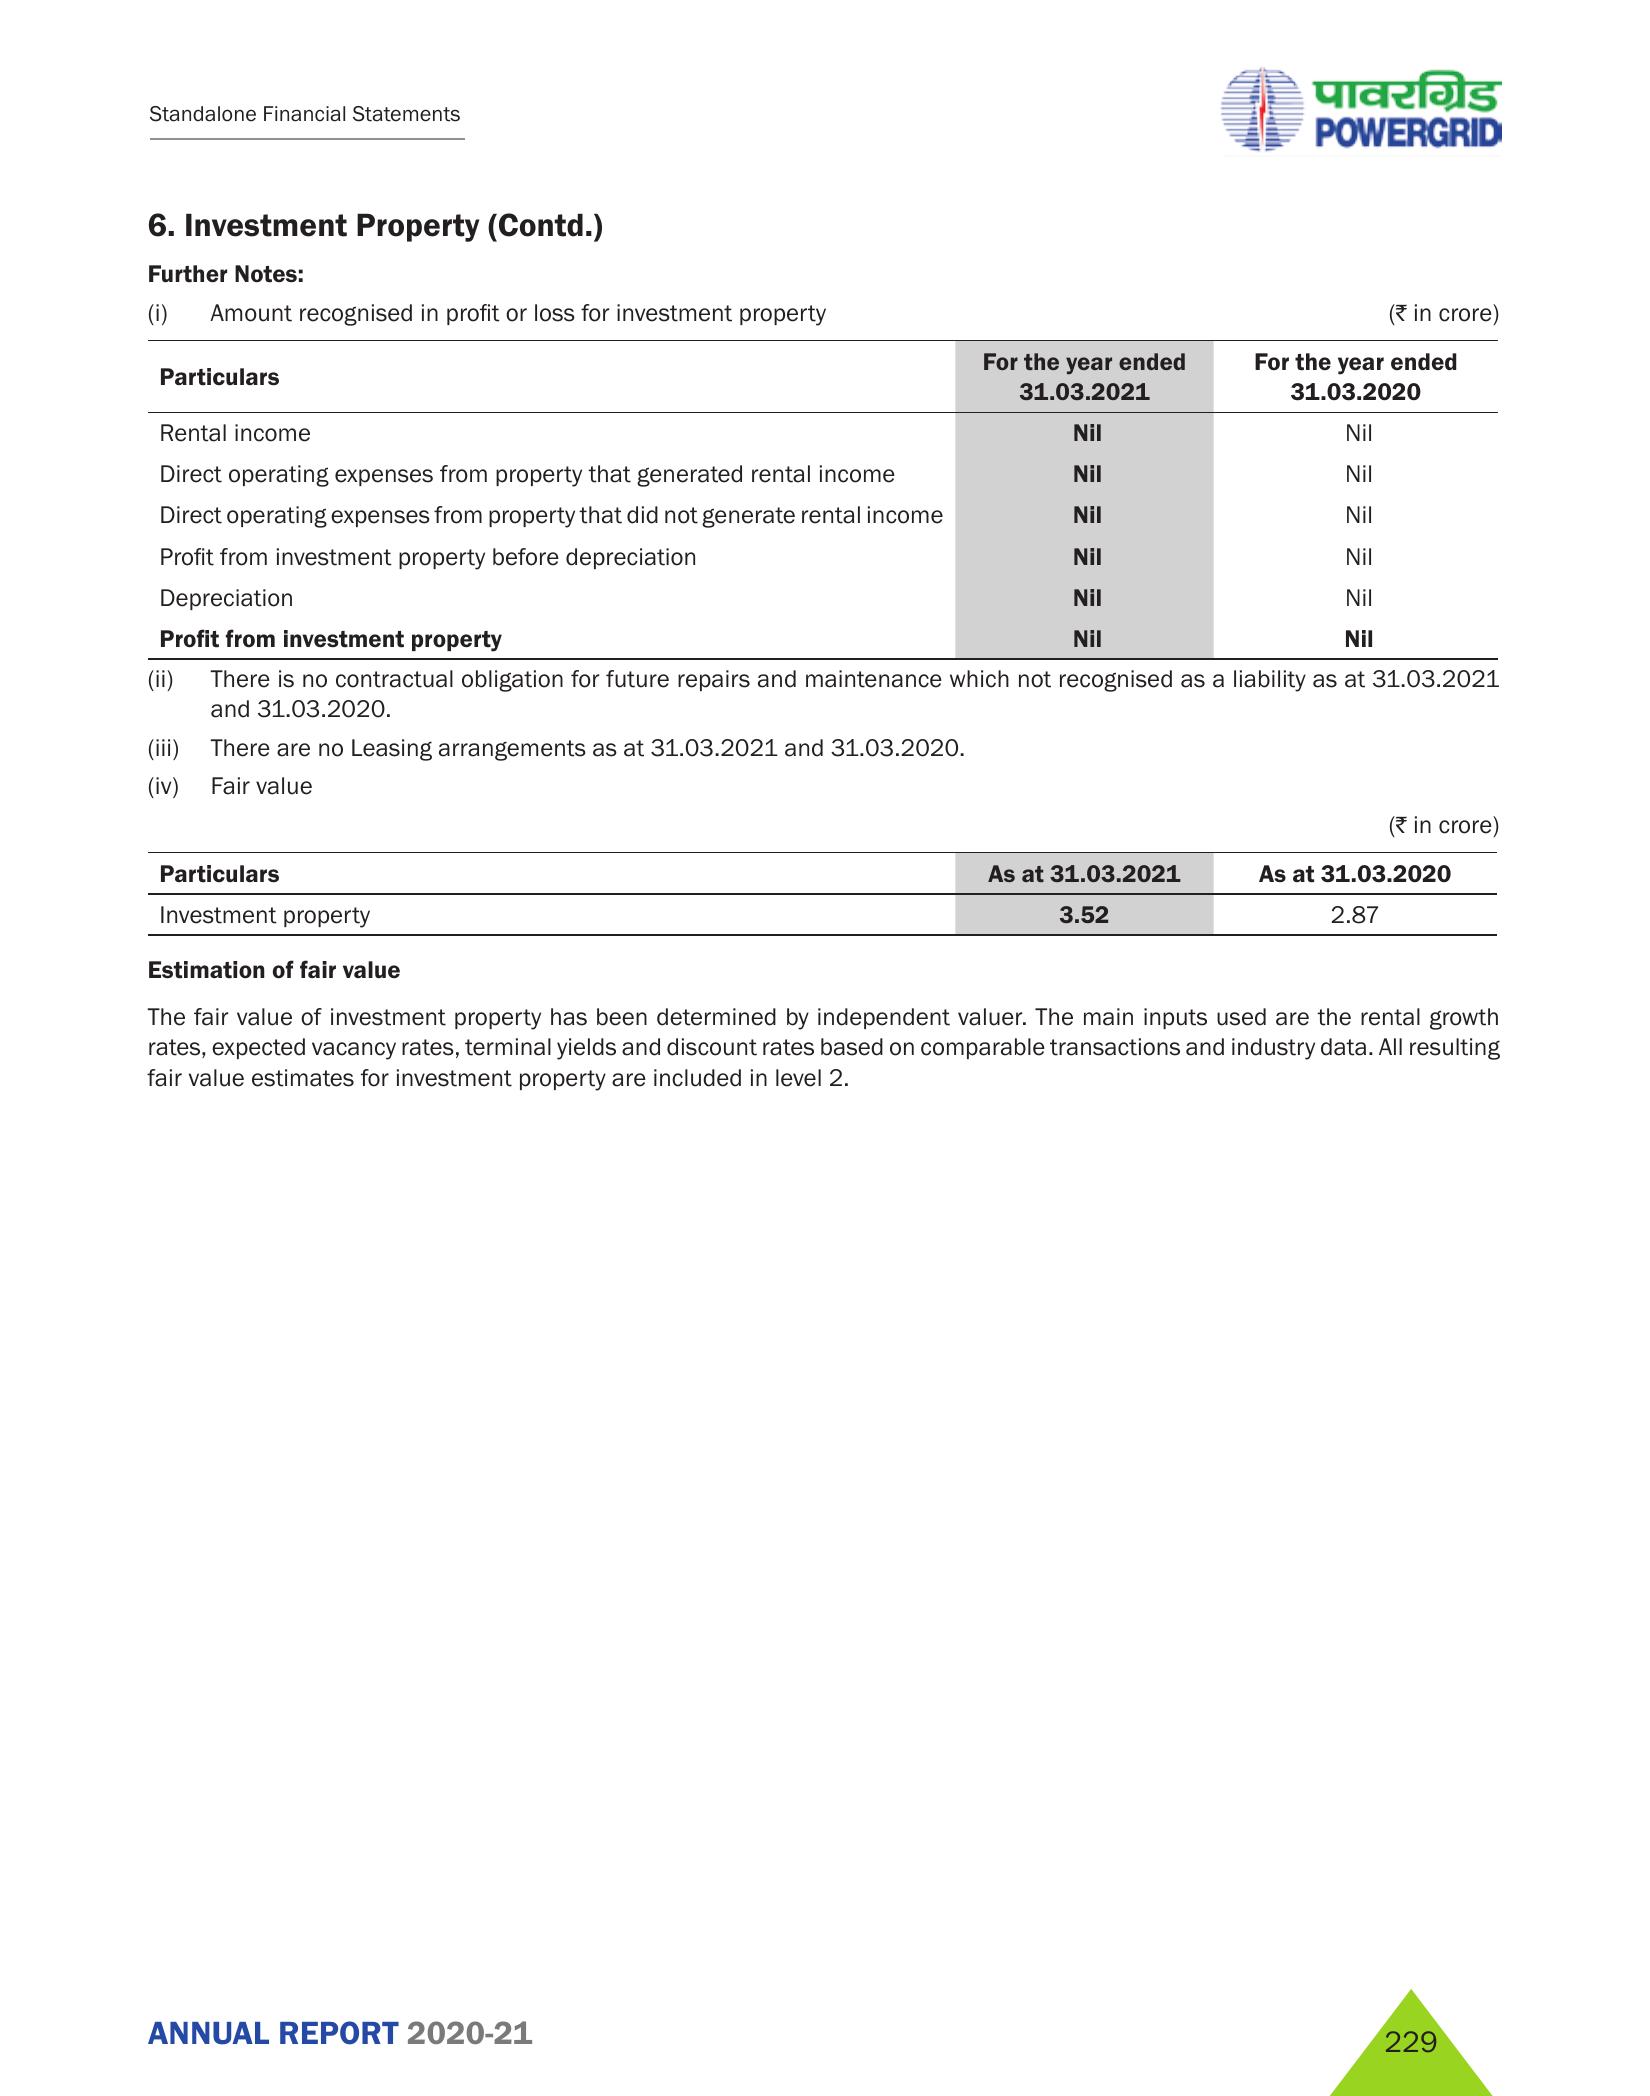 Standalone Financial Statements
पावरग्रिड
POWERGRID
6. Investment Property (Contd.)
Further Notes:
(i) Amount recognised in profit or loss for investment property (₹ in crore)
Particulars For the year ended 31.03.2021 For the year ended 31.03.2020
Rental income Nil Nil
Direct operating expenses from property that generated rental income Nil Nil
Direct operating expenses from property that did not generate rental income Nil Nil
Profit from investment property before depreciation Nil Nil
Depreciation Nil Nil
Profit from investment property Nil Nil
(ii) There is no contractual obligation for future repairs and maintenance which not recognised as a liability as at 31.03.2021
and 31.03.2020.
(iii) There are no Leasing arrangements as at 31.03.2021 and 31.03.2020.
(iv) Fair value
(₹ in crore)
Particulars As at 31.03.2021 As at 31.03.2020
Investment property 3.52 2.87
Estimation of fair value
The fair value of investment property has been determined by independent valuer. The main inputs used are the rental growth
rates, expected vacancy rates, terminal yields and discount rates based on comparable transactions and industry data. All resulting
fair value estimates for investment property are included in level 2.
ANNUAL REPORT 2020-21
229